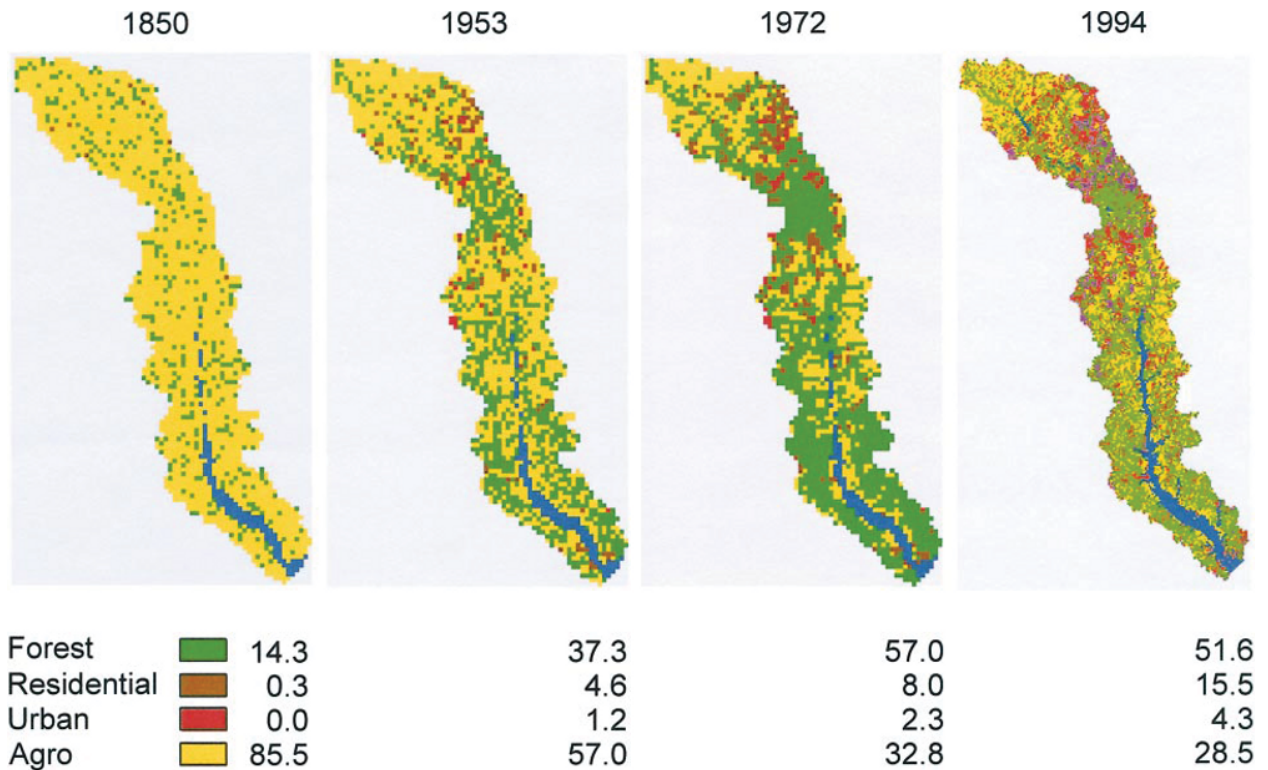 1850 1953 1972 1994
Forest 14.3 37.3 57.0 51.6
Residential 0.3 4.6 8.0 15.5
Urban 0.0 1.2 2.3 4.3
Agro 85.5 57.0 32.8 28.5